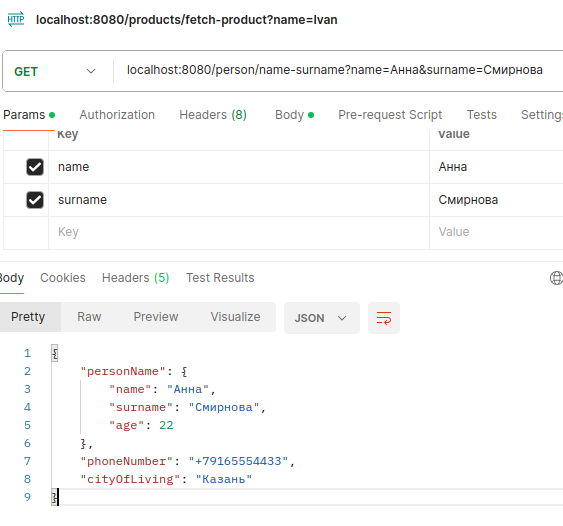 HTTP localhost:8080/products/fetch-product?name=Ivan
GET localhost:8080/person/name-surname?name=Анна&surname=Смирнова
Params Authorization Headers (8) Body Pre-request Script Tests Settings
Key Value
name Анна
surname Смирнова
Key Value
Body Cookies Headers (5) Test Results
Pretty Raw Preview Visualize JSON
1 {
2 "personName": {
3 "name": "Анна",
4 "surname": "Смирнова",
5 "age": 22
6 },
7 "phoneNumber": "+79165554433",
8 "cityOfLiving": "Казань"
9 }